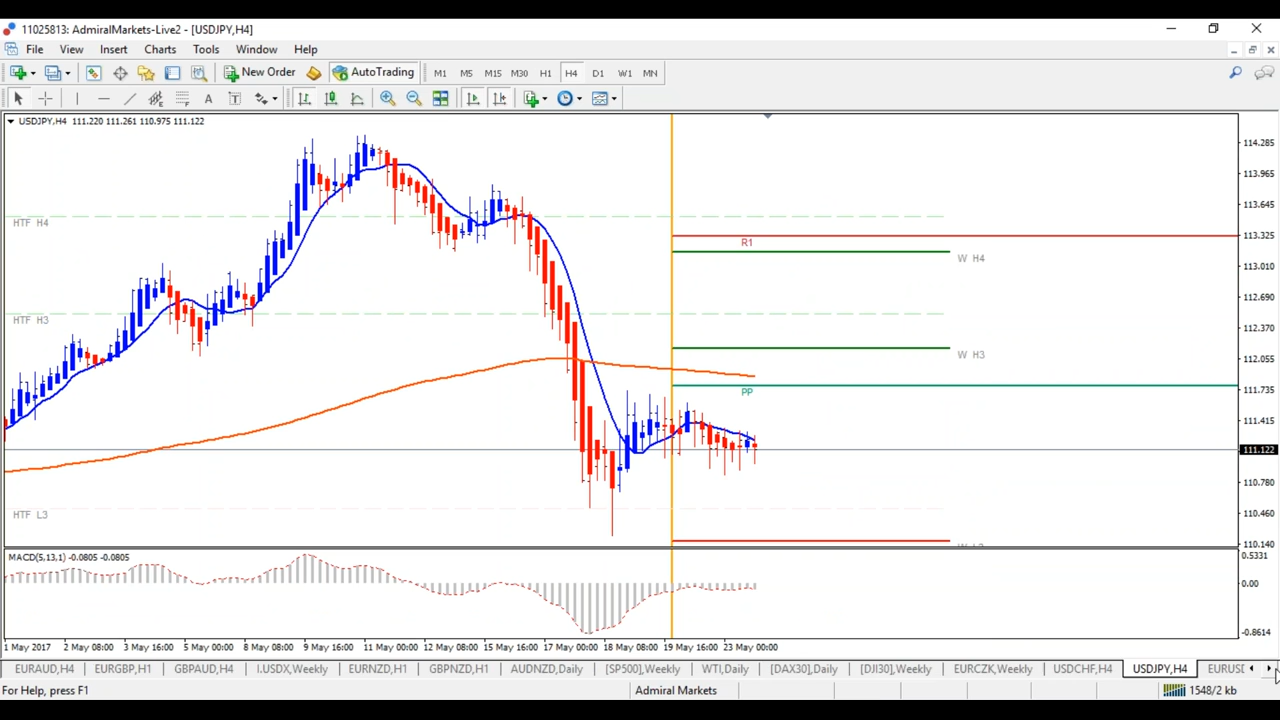 11025813: AdmiralMarkets-Live2 - [USDJPY,H4]
File View Insert Charts Tools Window Help
New Order AutoTrading M1 M5 M15 M30 H1 H4 D1 W1 MN
A T
USDJPY,H4 111.220 111.261 110.975 111.122
114.285
113.965
113.645
HTF H4
113.325
R1
W H4
113.010
112.690
HTF H3
112.370
W H3
112.055
111.735
PP
111.415
111.122
110.780
110.460
HTF L3
110.140
MACD(5,13,1) -0.0805 -0.0805
0.5331
0.00
-0.8614
1 May 2017 2 May 08:00 3 May 16:00 5 May 00:00 8 May 08:00 9 May 16:00 11 May 00:00 12 May 08:00 15 May 16:00 17 May 00:00 18 May 08:00 19 May 16:00 23 May 00:00
EURAUD,H4 EURGBP,H1 GBPAUD,H4 I.USDX,Weekly EURNZD,H1 GBPNZD,H1 AUDNZD,Daily [SP500],Weekly WTI,Daily [DAX30],Daily [DJI30],Weekly EURCZK,Weekly USDCHF,H4 USDJPY,H4 EURUSI
For Help, press F1 Admiral Markets 1548/2 kb